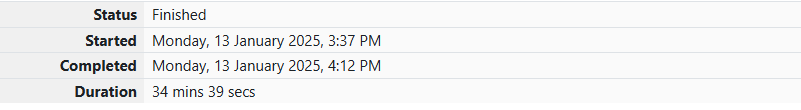 Status Finished
Started Monday, 13 January 2025, 3:37 PM
Completed Monday, 13 January 2025, 4:12 PM
Duration 34 mins 39 secs